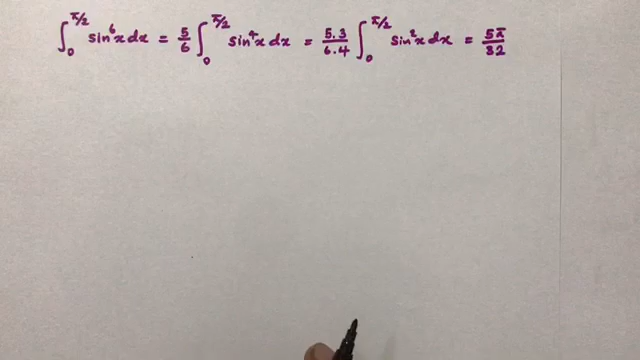 ∫₀^π/2 sin⁶x dx = 5/6 ∫₀^π/2 sin⁴x dx = 5.3/6.4 ∫₀^π/2 sin²x dx = 5π/32